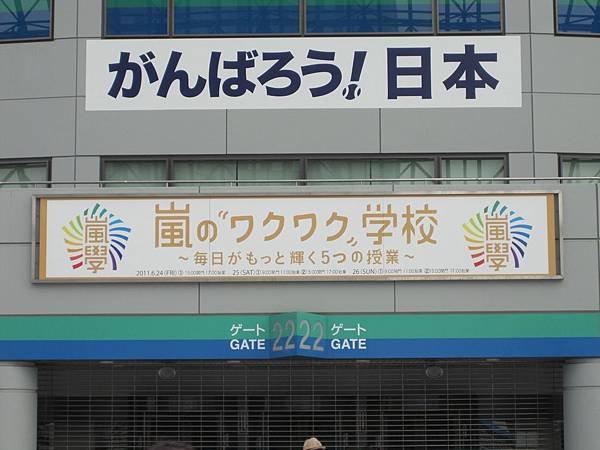 がんばろう!日本
嵐學
嵐の"ワクワク"学校
～毎日がもっと輝く5つの授業～
2011.6.24(FRI)
25(SAT)
26(SUN)
嵐學
ゲート 22 22 ゲート
GATE GATE